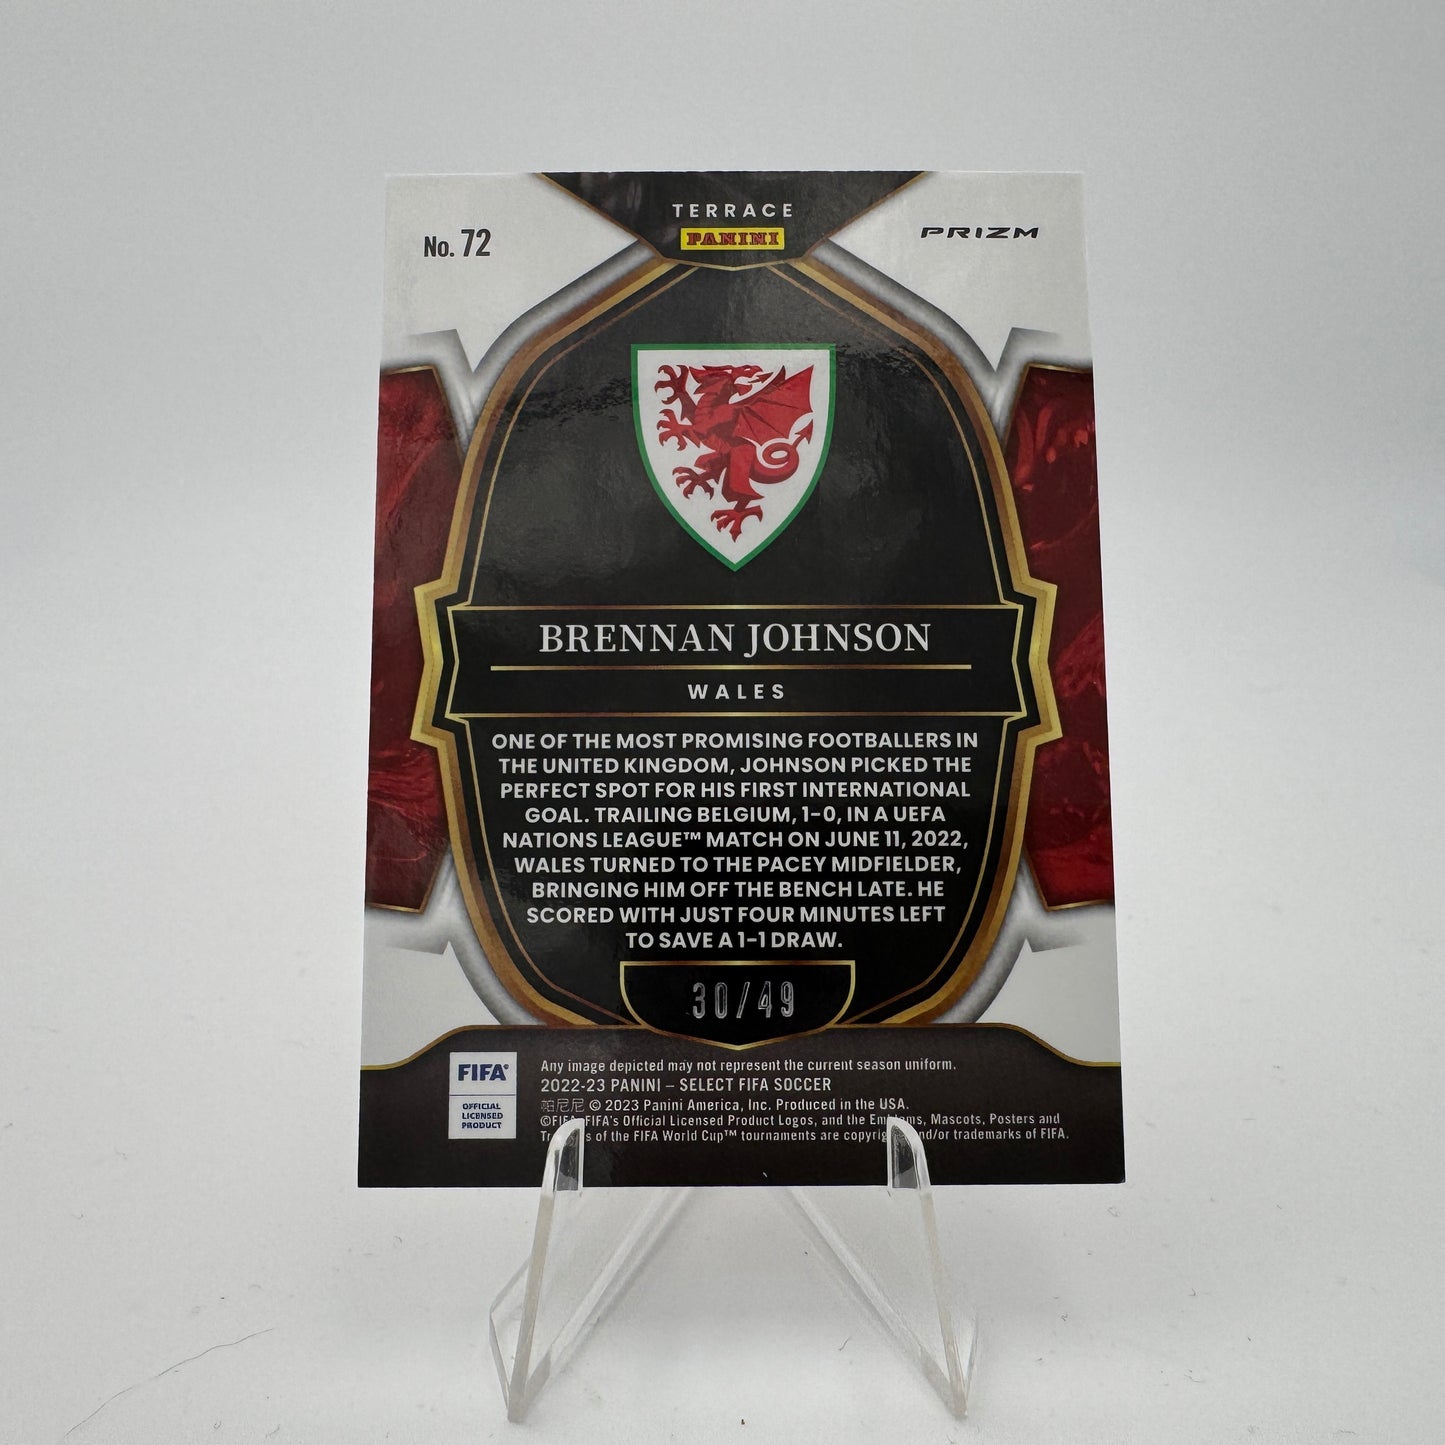 TERRACE
PANINI
No. 72
PRIZM
BRENNAN JOHNSON
WALES
ONE OF THE MOST PROMISING FOOTBALLERS IN
THE UNITED KINGDOM, JOHNSON PICKED THE
PERFECT SPOT FOR HIS FIRST INTERNATIONAL
GOAL. TRAILING BELGIUM, 1-0, IN A UEFA
NATIONS LEAGUE™ MATCH ON JUNE 11, 2022,
WALES TURNED TO THE PACEY MIDFIELDER,
BRINGING HIM OFF THE BENCH LATE. HE
SCORED WITH JUST FOUR MINUTES LEFT
TO SAVE A 1-1 DRAW.
30/49
FIFA®
OFFICIAL
LICENSED
PRODUCT
Any image depicted may not represent the current season uniform.
2022-23 PANINI – SELECT FIFA SOCCER
帕尼尼 © 2023 Panini America, Inc. Produced in the USA.
©FIFA, FIFA's Official Licensed Product Logos, and the Emblems, Mascots, Posters and
of the FIFA World Cup™ tournaments are and/or trademarks of FIFA.